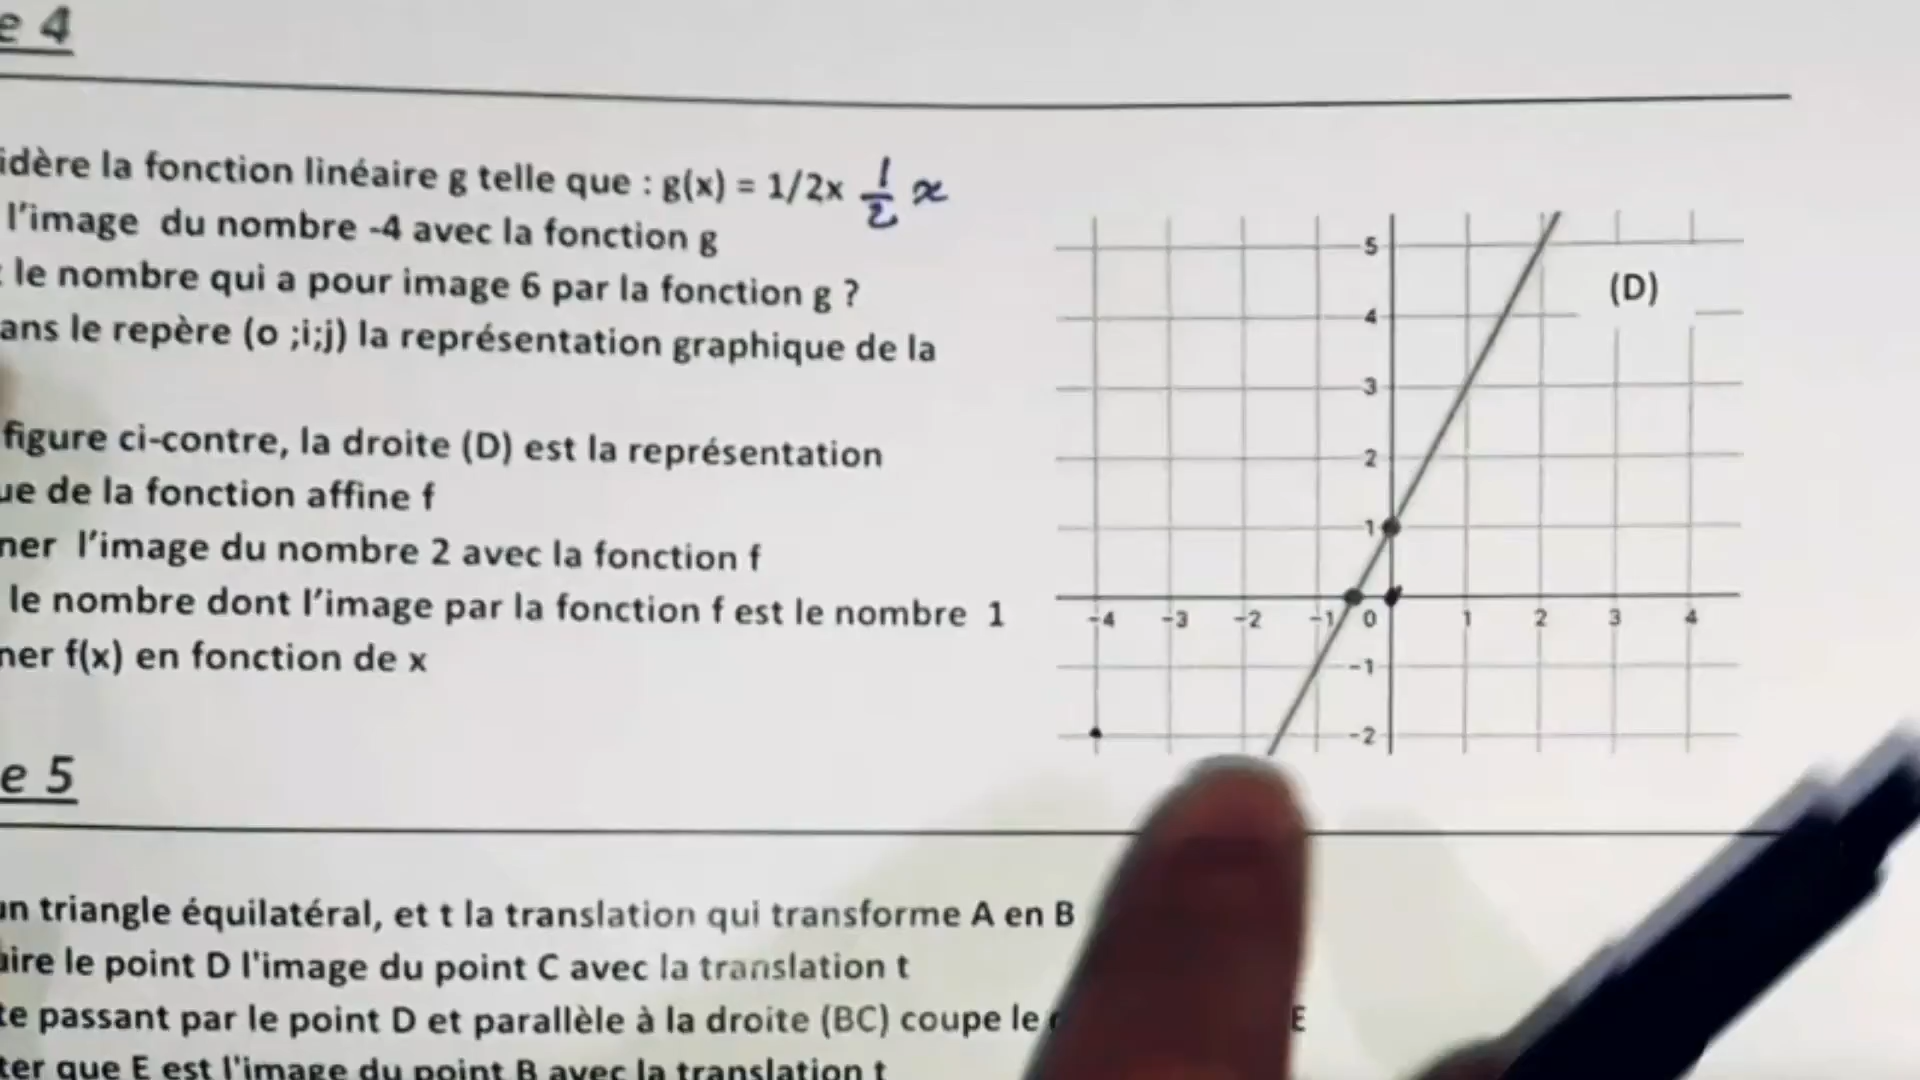 e 4
idère la fonction linéaire g telle que : g(x) = 1/2x 1/2 x
l'image du nombre -4 avec la fonction g
le nombre qui a pour image 6 par la fonction g ?
ans le repère (o ;i;j) la représentation graphique de la
figure ci-contre, la droite (D) est la représentation
ue de la fonction affine f
ner l'image du nombre 2 avec la fonction f
le nombre dont l'image par la fonction f est le nombre 1
ner f(x) en fonction de x
5
(D)
4
3
2
1
-4 -3 -2 -1 0 1 2 3 4
-1
-2
e 5
un triangle équilatéral, et t la translation qui transforme A en B
uire le point D l'image du point C avec la translation t
te passant par le point D et parallèle à la droite (BC) coupe le E
ter que E est l'image du point B avec la translation t